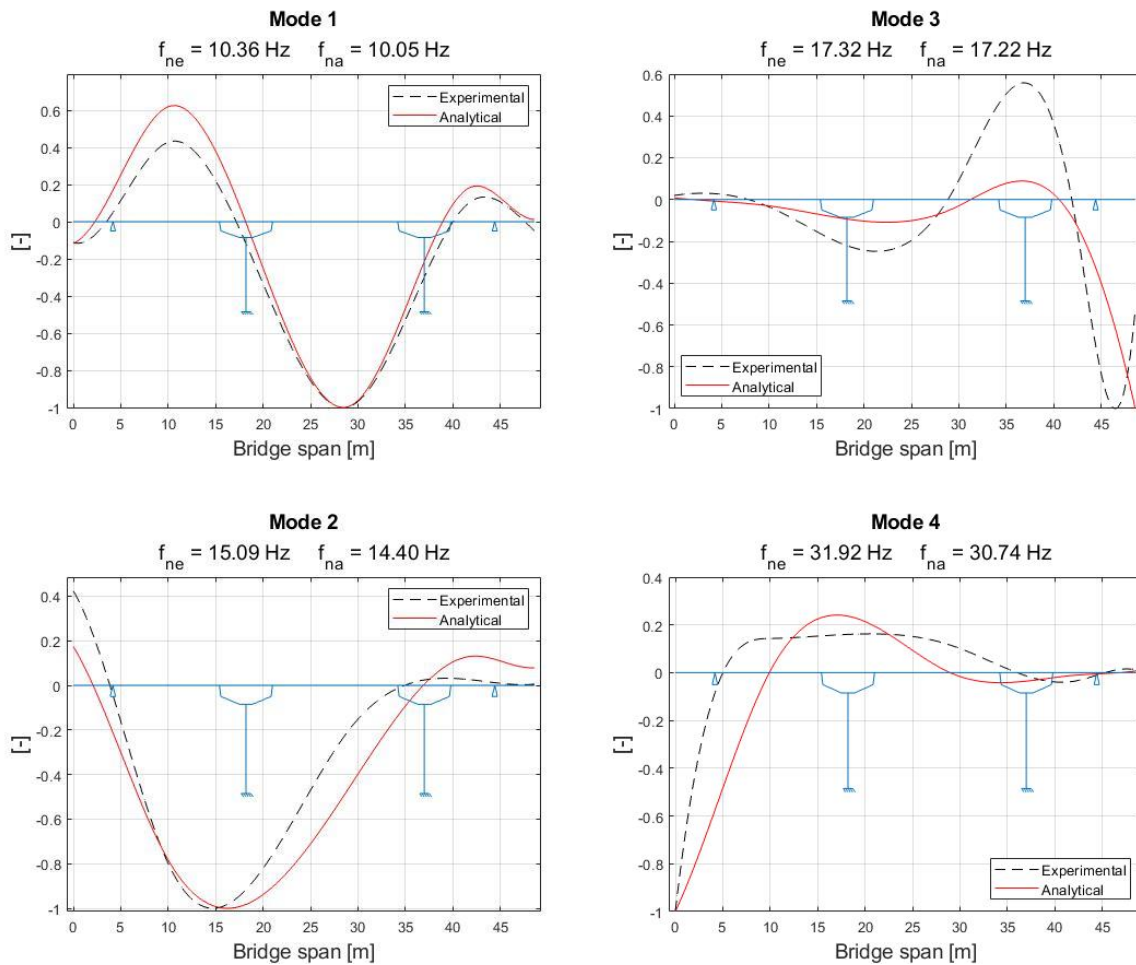 Mode 1
f_ne = 10.36 Hz f_na = 10.05 Hz
Experimental
Analytical
0.6
0.4
0.2
0
-0.2
-0.4
-0.6
-0.8
-1
[-]
0 5 10 15 20 25 30 35 40 45
Bridge span [m]
Mode 3
f_ne = 17.32 Hz f_na = 17.22 Hz
0.6
0.4
0.2
0
-0.2
-0.4
-0.6
-0.8
-1
[-]
Experimental
Analytical
0 5 10 15 20 25 30 35 40 45
Bridge span [m]
Mode 2
f_ne = 15.09 Hz f_na = 14.40 Hz
Experimental
Analytical
0.4
0.2
0
-0.2
-0.4
-0.6
-0.8
-1
[-]
0 5 10 15 20 25 30 35 40 45
Bridge span [m]
Mode 4
f_ne = 31.92 Hz f_na = 30.74 Hz
0.4
0.2
0
-0.2
-0.4
-0.6
-0.8
-1
[-]
Experimental
Analytical
0 5 10 15 20 25 30 35 40 45
Bridge span [m]